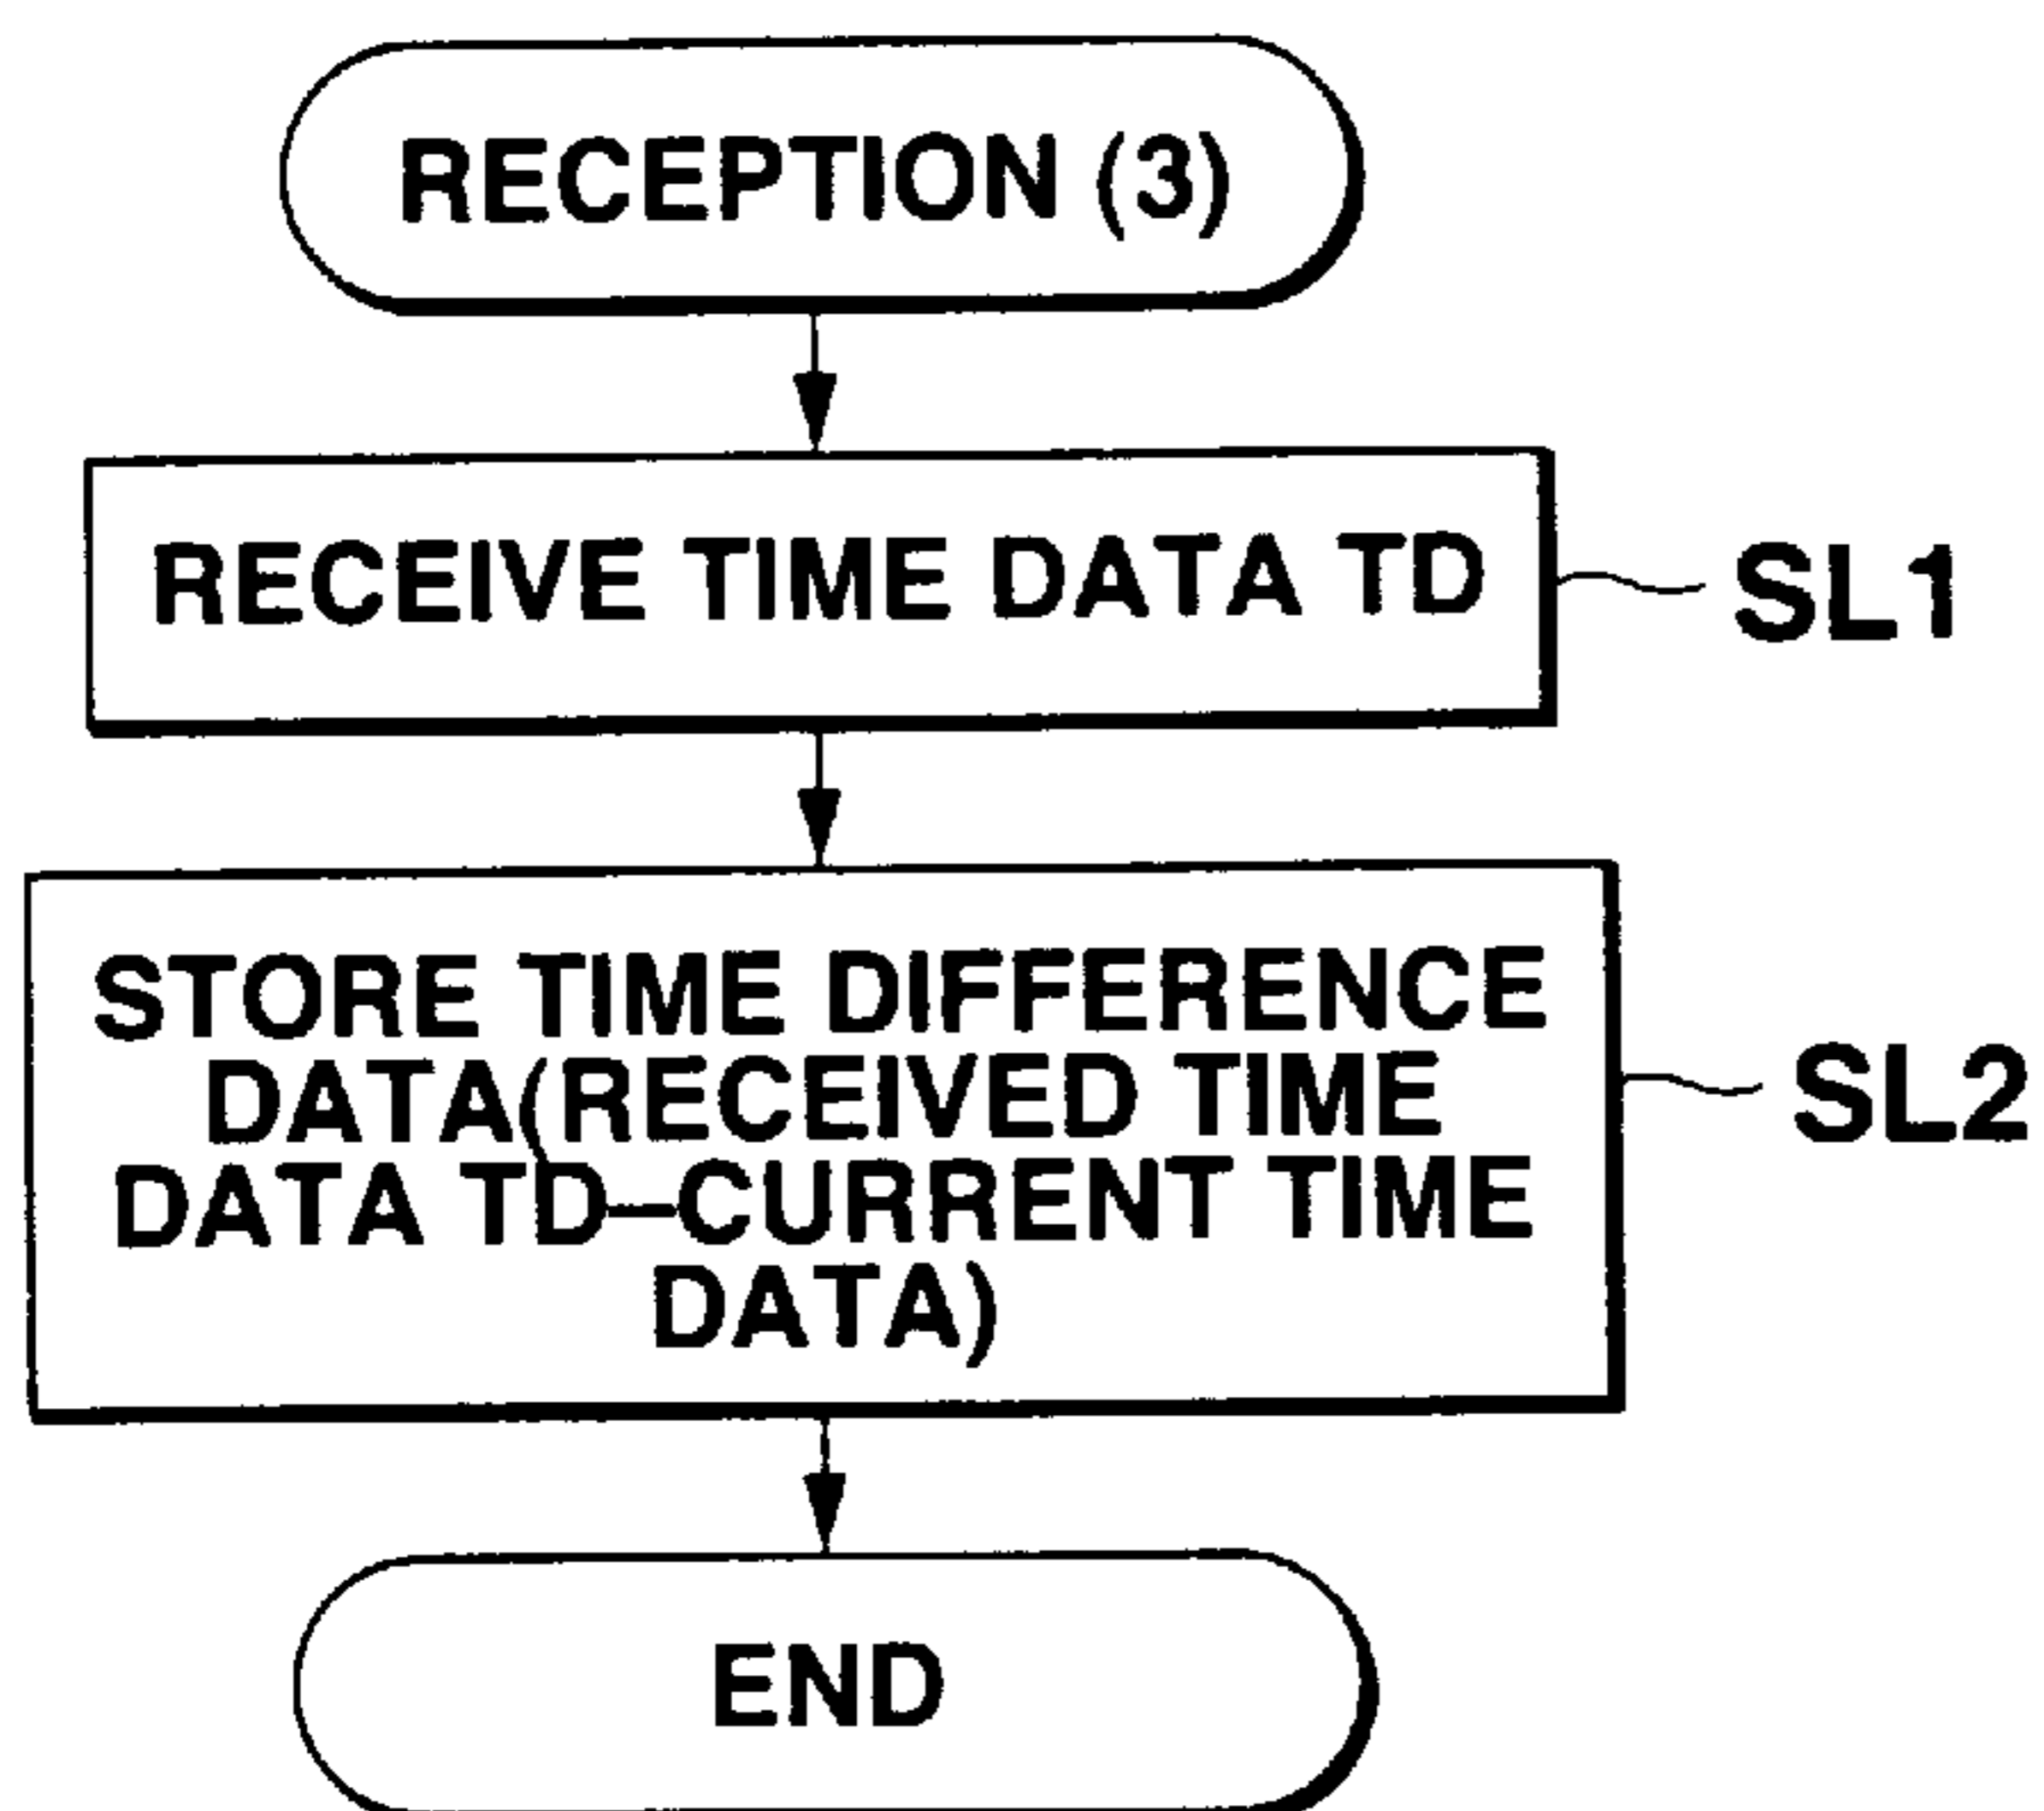 RECEPTION (3)
RECEIVE TIME DATA TD
SL1
STORE TIME DIFFERENCE
DATA(RECEIVED TIME
DATA TD–CURRENT TIME
DATA)
SL2
END